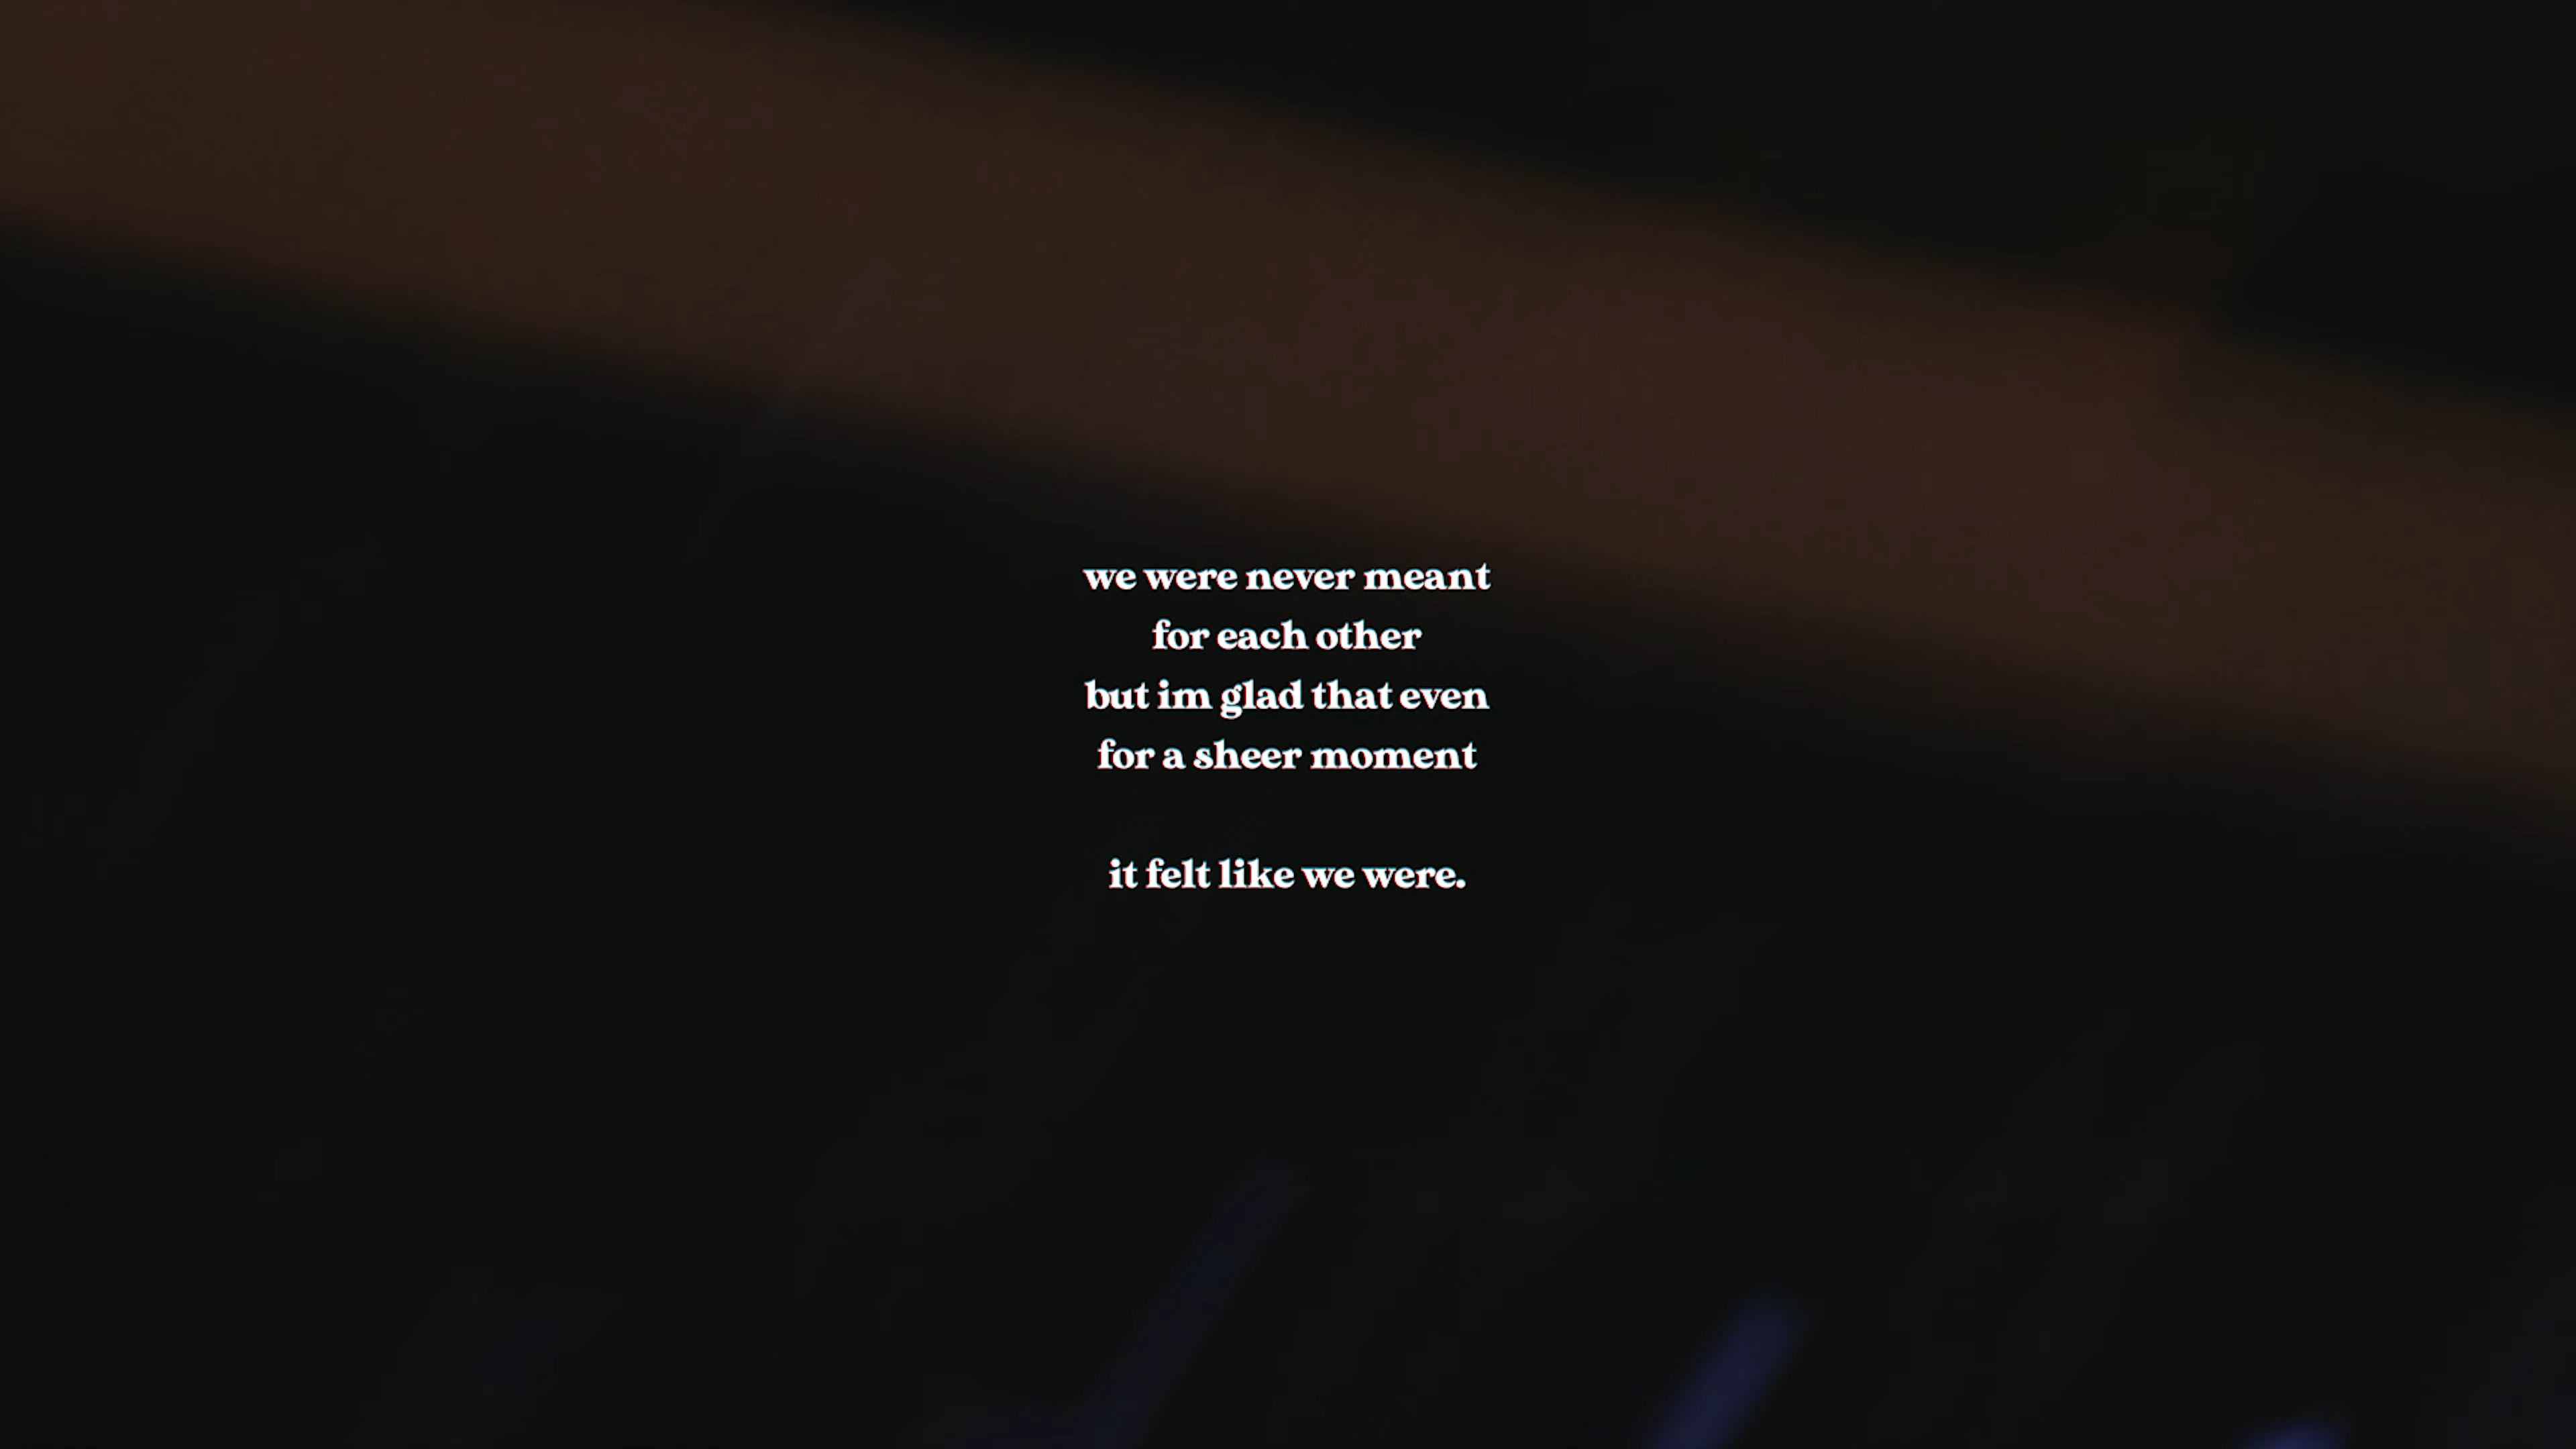 we were never meant
for each other
but im glad that even
for a sheer moment
it felt like we were.